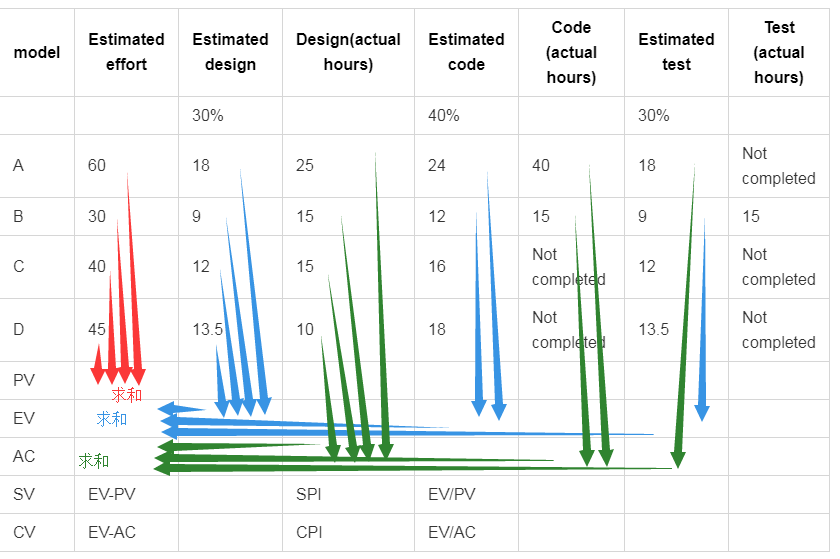 model Estimated effort Estimated design Design(actual hours) Estimated code Code (actual hours) Estimated test Test (actual hours)
30% 40% 30%
A 60 18 25 24 40 18 Not completed
B 30 9 15 12 15 9 15
C 40 12 15 16 Not completed 12 Not completed
D 45 13.5 10 18 Not completed 13.5 Not completed
PV 求和
EV 求和
AC 求和
SV EV-PV SPI EV/PV
CV EV-AC CPI EV/AC